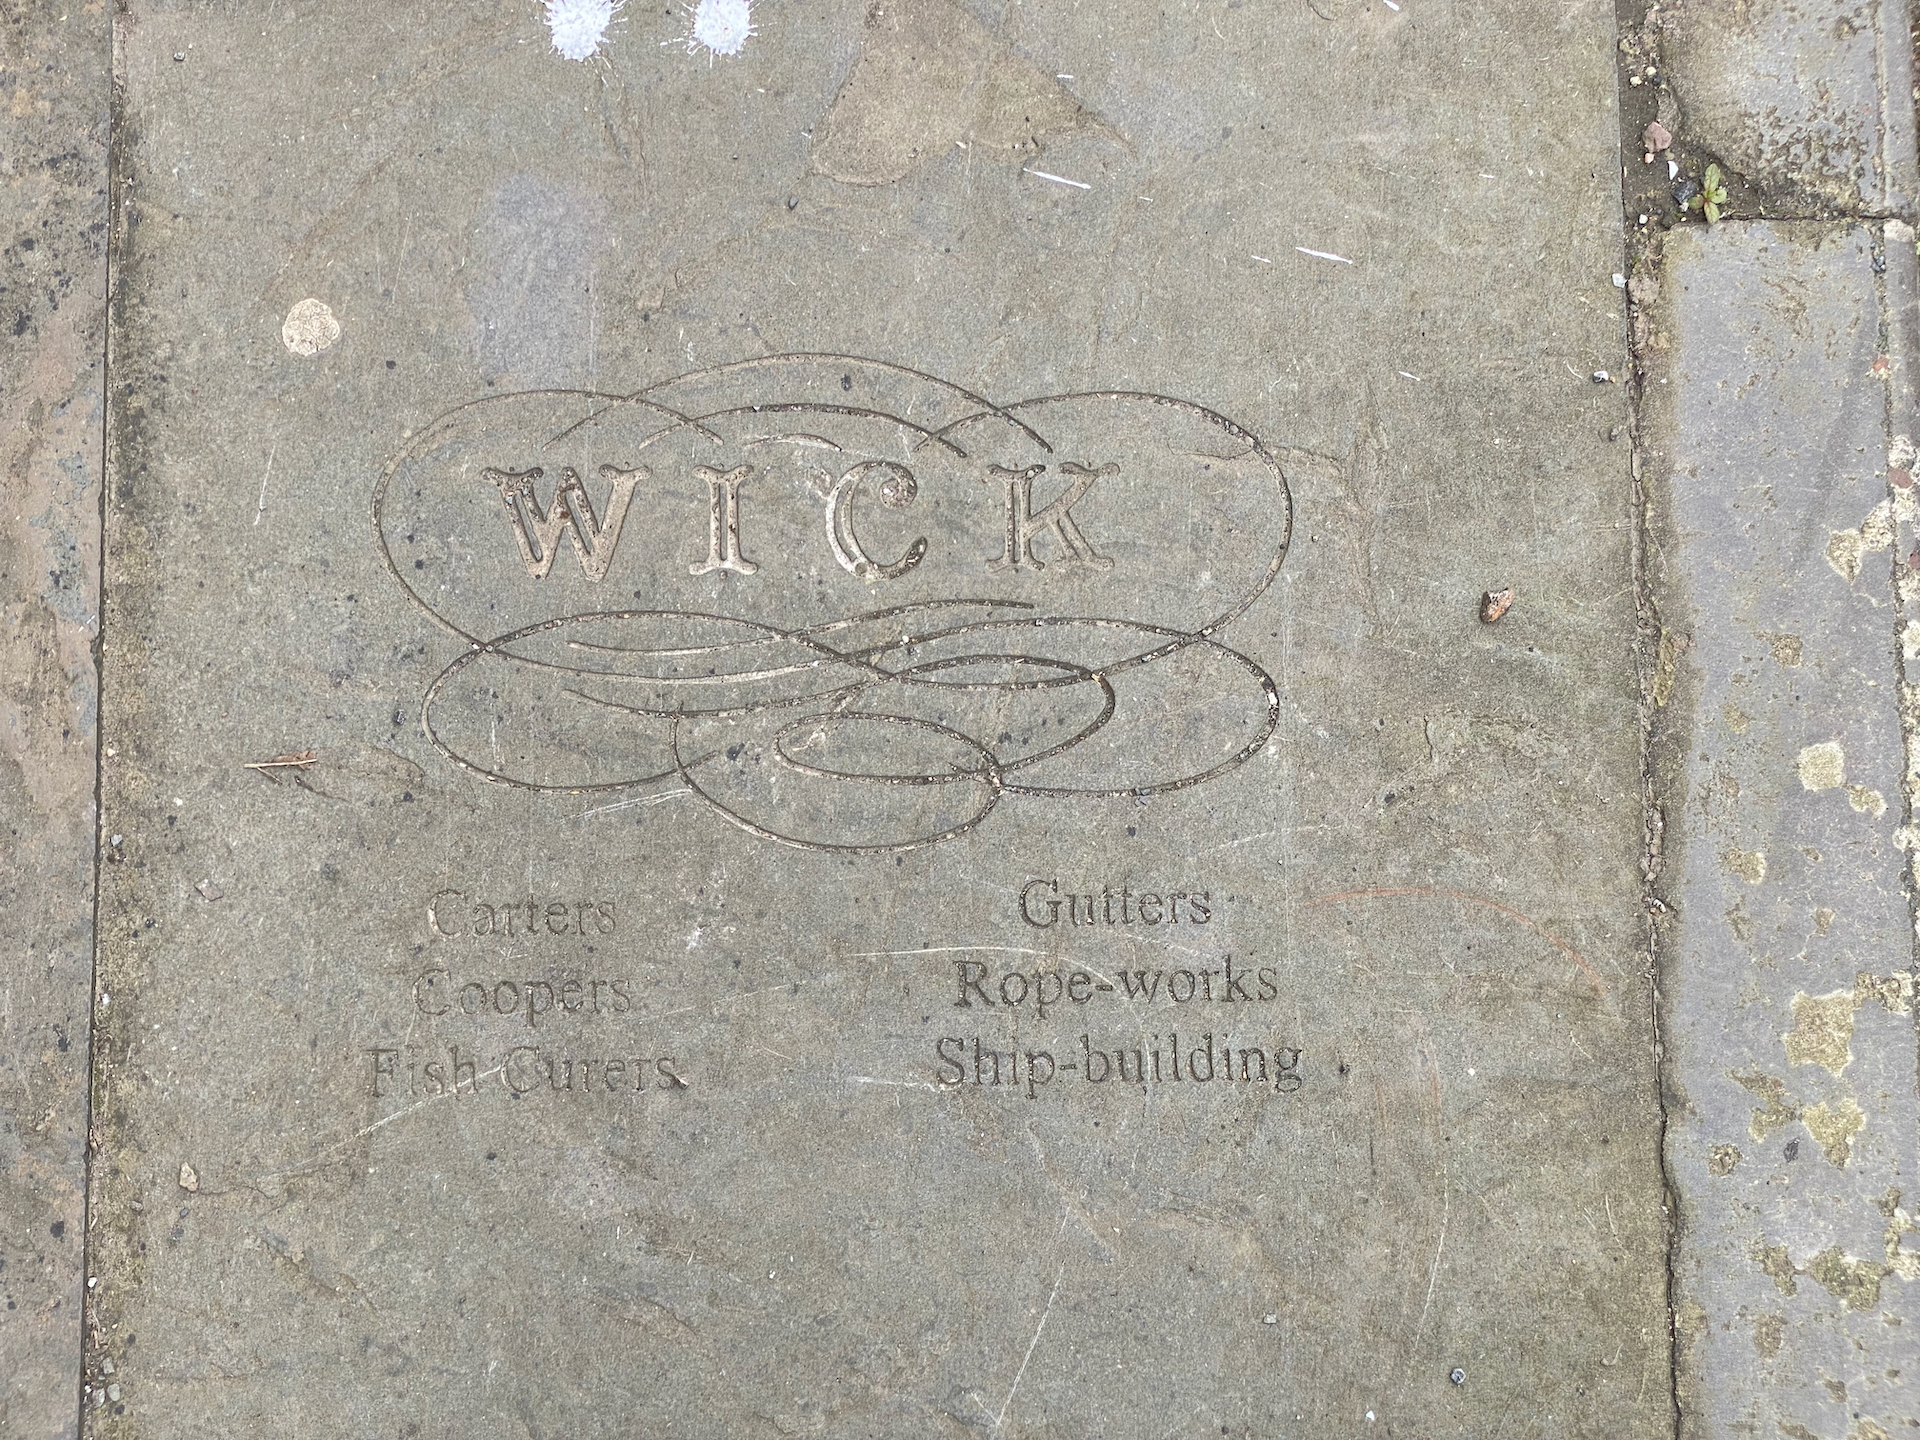 WICK
Carters
Coopers
Fish Curers
Gutters
Rope-works
Ship-building